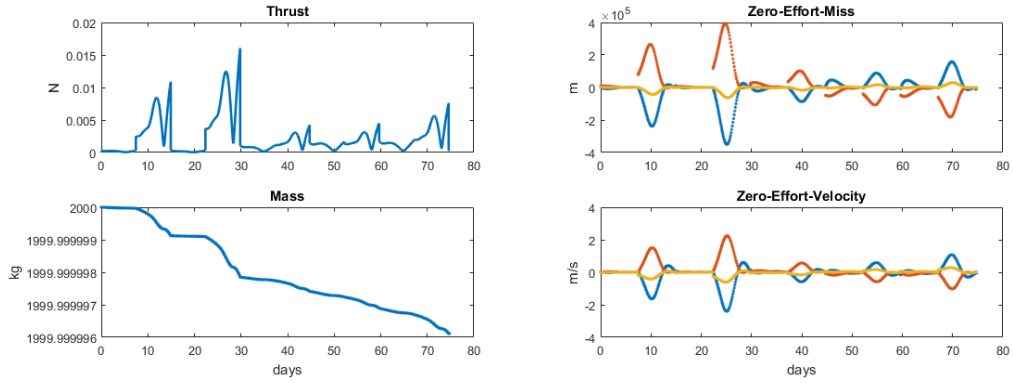 Thrust
0.02
0.015
0.01
0.005
0
N
0 10 20 30 40 50 60 70 80
Zero-Effort-Miss
×10⁵
4
2
0
-2
-4
m
0 10 20 30 40 50 60 70 80
Mass
2000
1999.999999
1999.999998
1999.999997
1999.999996
kg
0 10 20 30 40 50 60 70 80
days
Zero-Effort-Velocity
4
2
0
-2
-4
m/s
0 10 20 30 40 50 60 70 80
days